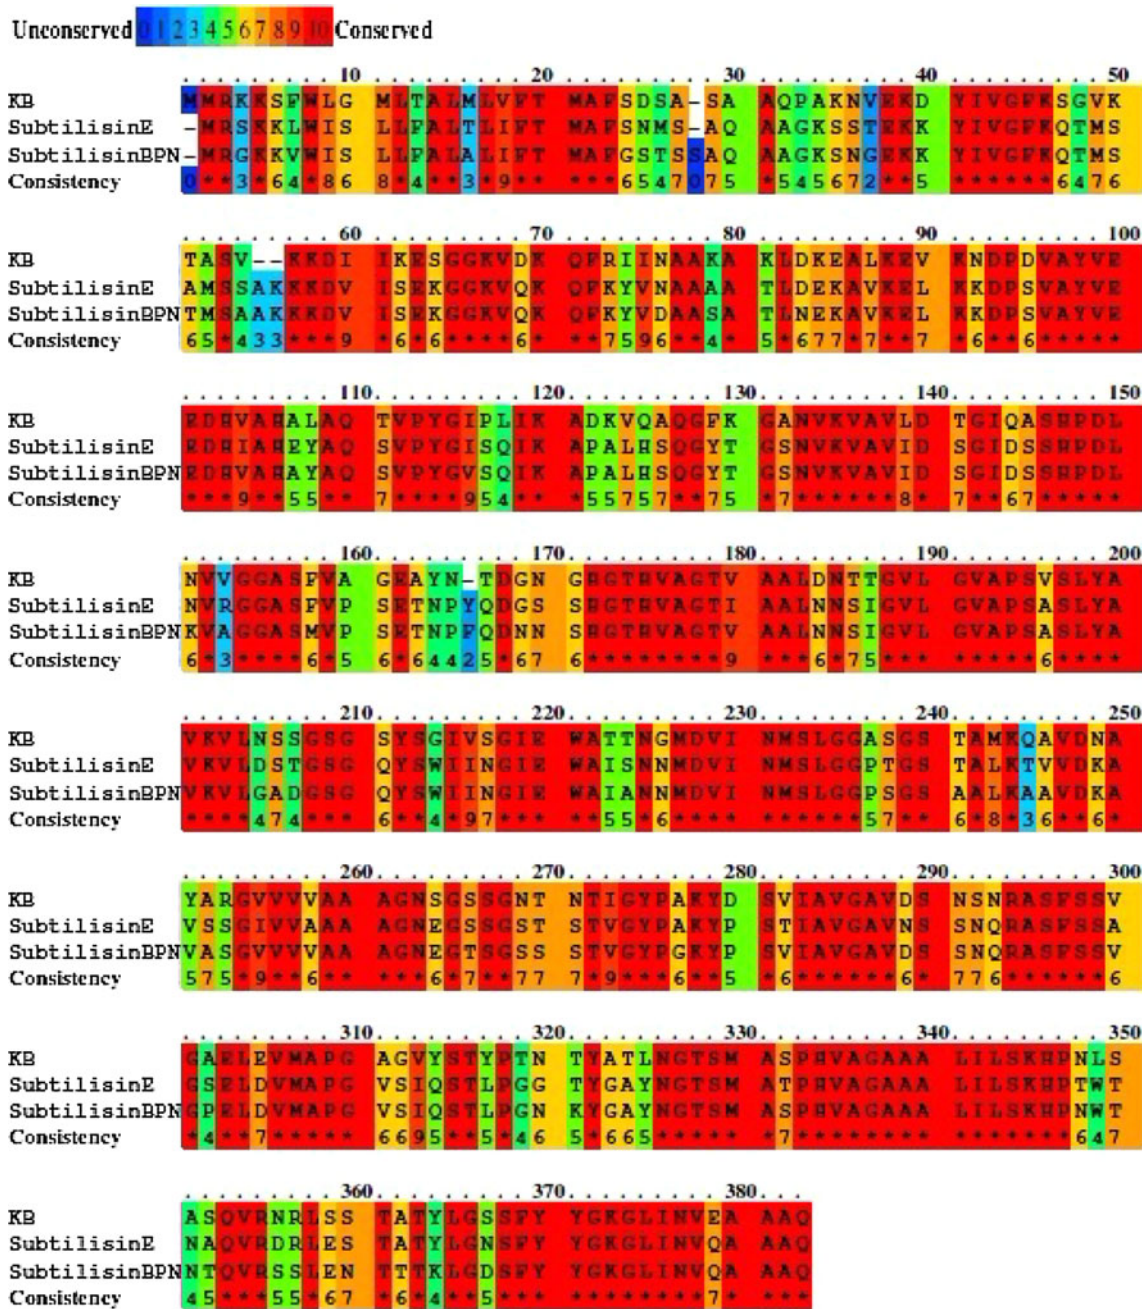 Unconserved 0 1 2 3 4 5 6 7 8 9 10 Conserved
. . . . . . . . 10 . . . . . . . . 20 . . . . . . . . 30 . . . . . . . . 40 . . . . . . . . 50
KB MMRKKSFWLG MLTALMLVFT MAFSDSA-SA AQPAKNVEKD YIVGFKSGVK
SubtilisinE -MRSKKLWIS LLFALTLIFT MAFSNMS-AQ AAGKSSTEKK YIVGFKQTMS
SubtilisinBPN -MRGKKVWIS LLFALALIFT MAFGSTSSAQ AAGKSNGEKK YIVGFKQTMS
Consistency 0**3*64*86 8*4**3*9** ***6547075 *545672**5 ******6476
. . . . . . . . 60 . . . . . . . . 70 . . . . . . . . 80 . . . . . . . . 90 . . . . . . . . 100
KB TASV--KKDI IKESGGKVDK QFRIINAAKA KLDKEALKEV KNDPDVAYVE
SubtilisinE AMSSAKKKDV ISEKGGKVQK QFKYVNAAAA TLDEKAVKEL KKDPSVAYVE
SubtilisinBPN TMSAAKKKDV ISEKGGKVQK QFKYVDAASA TLNEKAVKEL KKDPSVAYVE
Consistency 65*433***9 *6*6****6* **7596**4* 5*677*7**7 *6**6*****
. . . . . . . . 110 . . . . . . . . 120 . . . . . . . . 130 . . . . . . . . 140 . . . . . . . . 150
KB EDHVAHALAQ TVPYGIPLIK ADKVQAQGFK GANVKVAVLD TGIQASHPDL
SubtilisinE EDHIAHEYAQ SVPYGISQIK APALHSQGYT GSNVKVAVID SGIDSSHPDL
SubtilisinBPN EDHVAHAYAQ SVPYGVSQIK APALHSQGYT GSNVKVAVID SGIDSSHPDL
Consistency ***9**55** 7****954** *55757**75 *7******8* 7**67*****
. . . . . . . . 160 . . . . . . . . 170 . . . . . . . . 180 . . . . . . . . 190 . . . . . . . . 200
KB NVVGGASFVA GEAYN-TDGN GHGTHVAGTV AALDNTTGVL GVAPSVSLYA
SubtilisinE NVRGGASFVP SETNPYQDGS SHGTHVAGTI AALNNSIGVL GVAPSASLYA
SubtilisinBPN KVAGGASMVP SETNPFQDNN SHGTHVAGTV AALNNSIGVL GVAPSASLYA
Consistency 6*3****6*5 6*64425*67 6********9 ***6*75*** *****6****
. . . . . . . . 210 . . . . . . . . 220 . . . . . . . . 230 . . . . . . . . 240 . . . . . . . . 250
KB VKVLNSSGSG SYSGIVSGIE WATTNGMDVI NMSLGGASGS TAMKQAVDNA
SubtilisinE VKVLDSTGSG QYSWIINGIE WAISNNMDVI NMSLGGPTGS TALKTVVDKA
SubtilisinBPN VKVLGADGSG QYSWIINGIE WAIANNMDVI NMSLGGPSGS AALKAAVDKA
Consistency ****474*** 6**4*97*** **55*6**** ******57** 6*8*36**6*
. . . . . . . . 260 . . . . . . . . 270 . . . . . . . . 280 . . . . . . . . 290 . . . . . . . . 300
KB YARGVVVVAA AGNSGSSGNT NTIGYPAKYD SVIAVGAVDS NSNRASFSSV
SubtilisinE VSSGIVVAAA AGNEGSSGST STVGYPAKYP STIAVGAVNS SNQRASFSSA
SubtilisinBPN VASGVVVVAA AGNEGTSGSS STVGYPGKYP SVIAVGAVDS SNQRASFSSV
Consistency 575*9**6** ***6*7**77 7*9***6**5 *6******6* 776******6
. . . . . . . . 310 . . . . . . . . 320 . . . . . . . . 330 . . . . . . . . 340 . . . . . . . . 350
KB GAELEVMAPG AGVYSTYPTN TYATLNGTSM ASPHVAGAAA LILSKHPNLS
SubtilisinE GSELDVMAPG VSIQSTLPGG TYGAYNGTSM ATPHVAGAAA LILSKHPTWT
SubtilisinBPN GPELDVMAPG VSIQSTLPGN KYGAYNGTSM ASPHVAGAAA LILSKHPNWT
Consistency *4**7***** 6695**5*46 5*665***** *7******** *******647
. . . . . . . . 360 . . . . . . . . 370 . . . . . . . . 380 . . .
KB ASQVRNRLSS TATYLGSSFY YGKGLINVEA AAQ
SubtilisinE NAQVRDRLES TATYLGNSFY YGKGLINVQA AAQ
SubtilisinBPN NTQVRSSLEN TTTKLGDSFY YGKGLINVQA AAQ
Consistency 45***55*67 *6*4**5*** ********7* ***